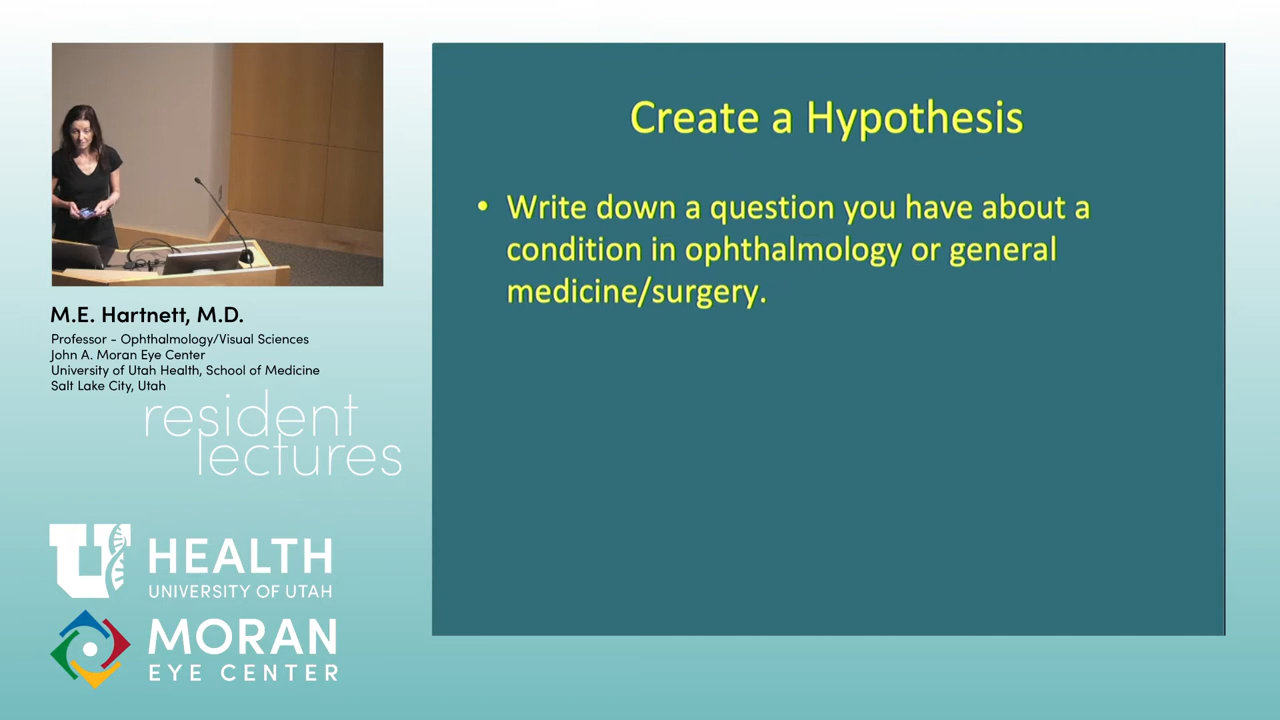 Create a Hypothesis
• Write down a question you have about a
condition in ophthalmology or general
medicine/surgery.
M.E. Hartnett, M.D.
Professor - Ophthalmology/Visual Sciences
John A. Moran Eye Center
University of Utah Health, School of Medicine
Salt Lake City, Utah
resident
lectures
U HEALTH
UNIVERSITY OF UTAH
MORAN
EYE CENTER